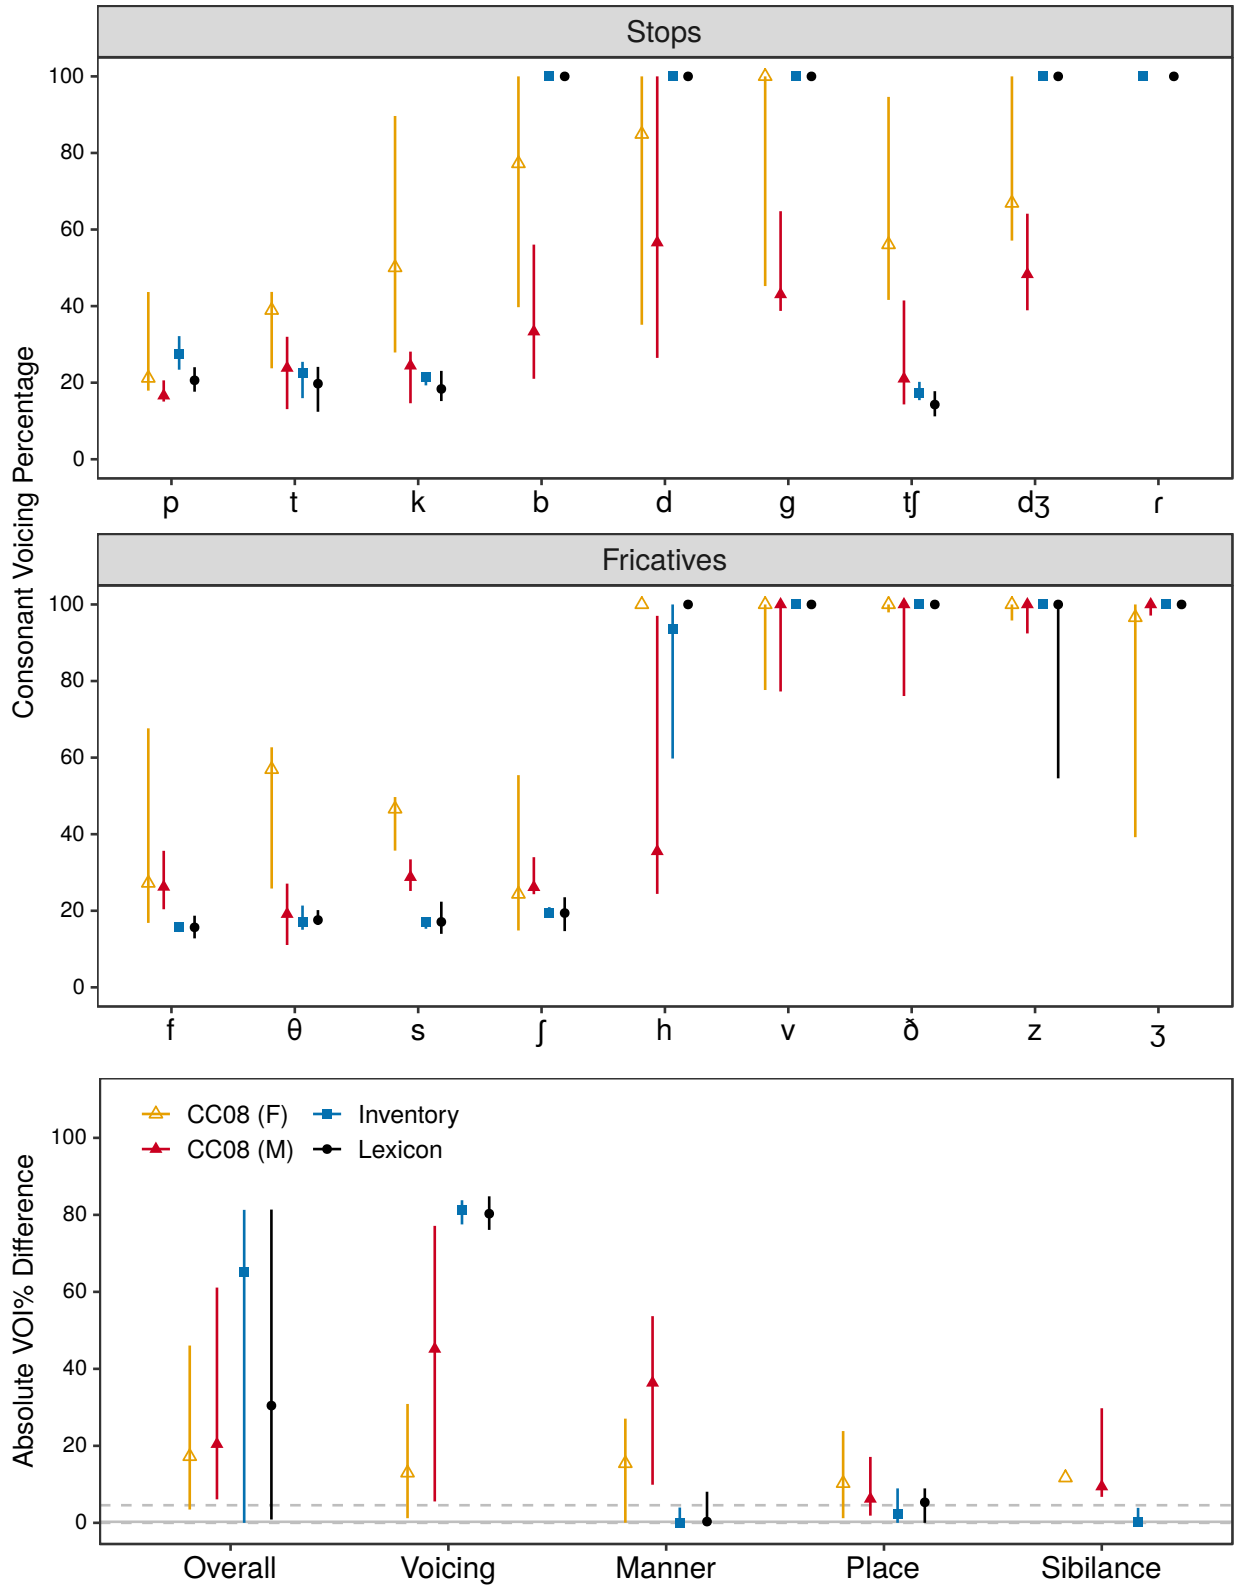 Stops
Consonant Voicing Percentage
100
80
60
40
20
0
p t k b d g tʃ dʒ ɾ
Fricatives
100
80
60
40
20
0
f θ s ʃ h v ð z ʒ
Absolute VOI% Difference
CC08 (F) Inventory
CC08 (M) Lexicon
100
80
60
40
20
0
Overall Voicing Manner Place Sibilance